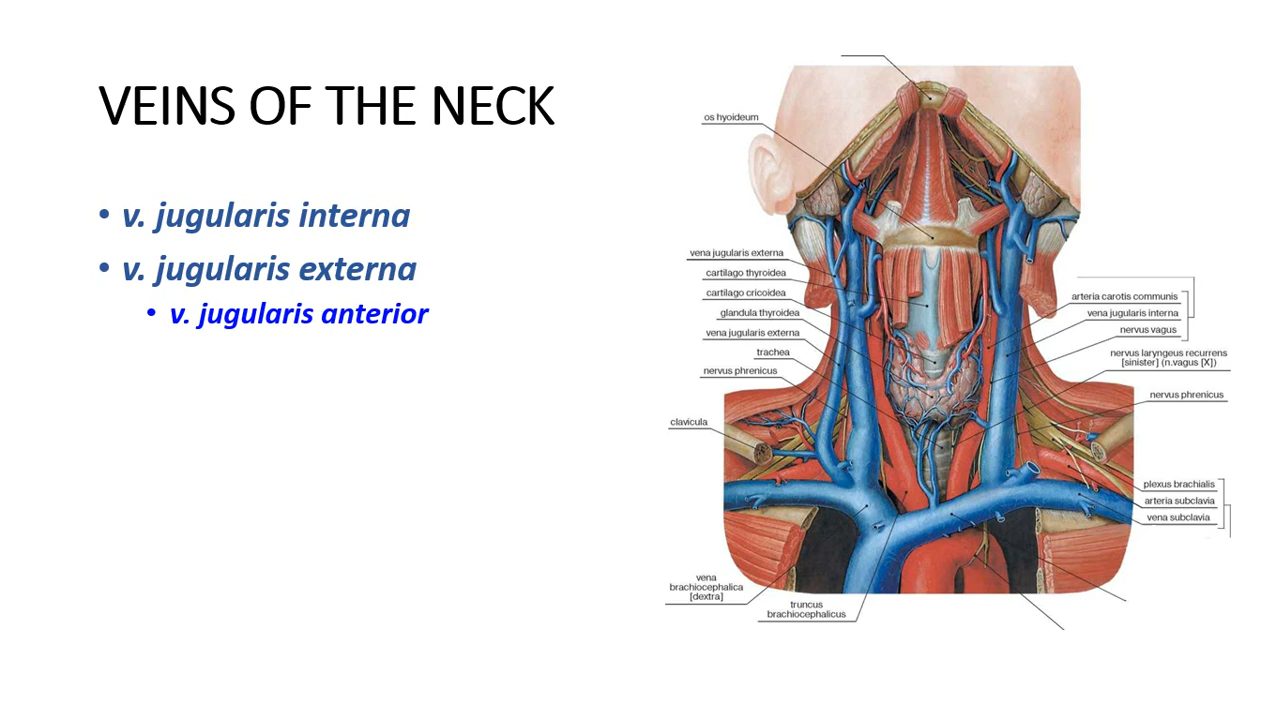 VEINS OF THE NECK
• v. jugularis interna
• v. jugularis externa
• v. jugularis anterior
os hyoideum
vena jugularis externa
cartilago thyroidea
cartilago cricoidea
glandula thyroidea
vena jugularis externa
trachea
nervus phrenicus
clavicula
vena
brachiocephalica
[dextra]
truncus
brachiocephalicus
arteria carotis communis
vena jugularis interna
nervus vagus
nervus laryngeus recurrens
[sinister] (n.vagus [X])
nervus phrenicus
plexus brachialis
arteria subclavia
vena subclavia